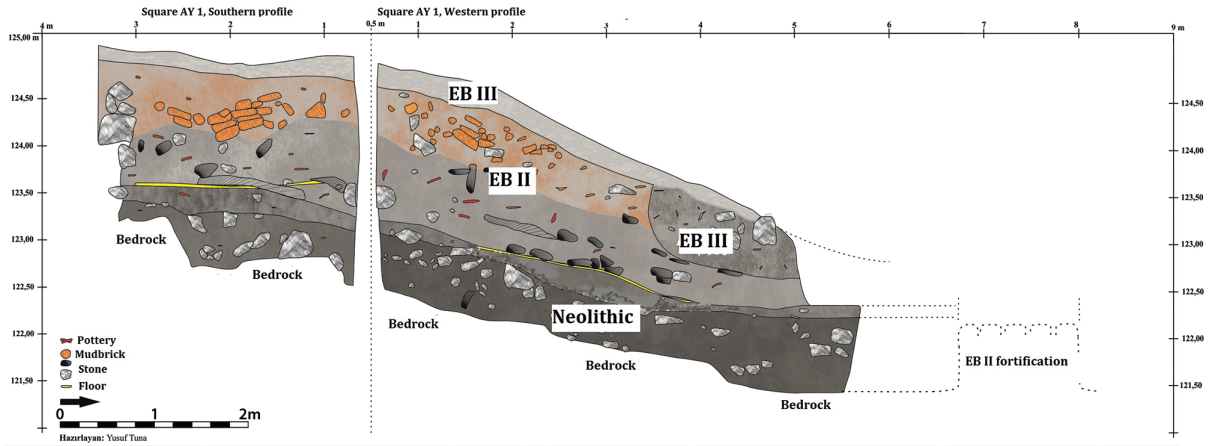 Square AY 1, Southern profile
Square AY 1, Western profile
4 m 3 2 1 0,5 m 2 3 4 5 6 7 8 9 m
125,00 m
124,50
124,00
123,50
123,00
122,50
122,00
121,50
EB III
EB II
EB III
Neolithic
Bedrock
Bedrock
Bedrock
Bedrock
Bedrock
EB II fortification
124,50
124,00
123,50
123,00
122,50
122,00
121,50
Pottery
Mudbrick
Stone
Floor
0 1 2m
Hazırlayan: Yusuf Tuna